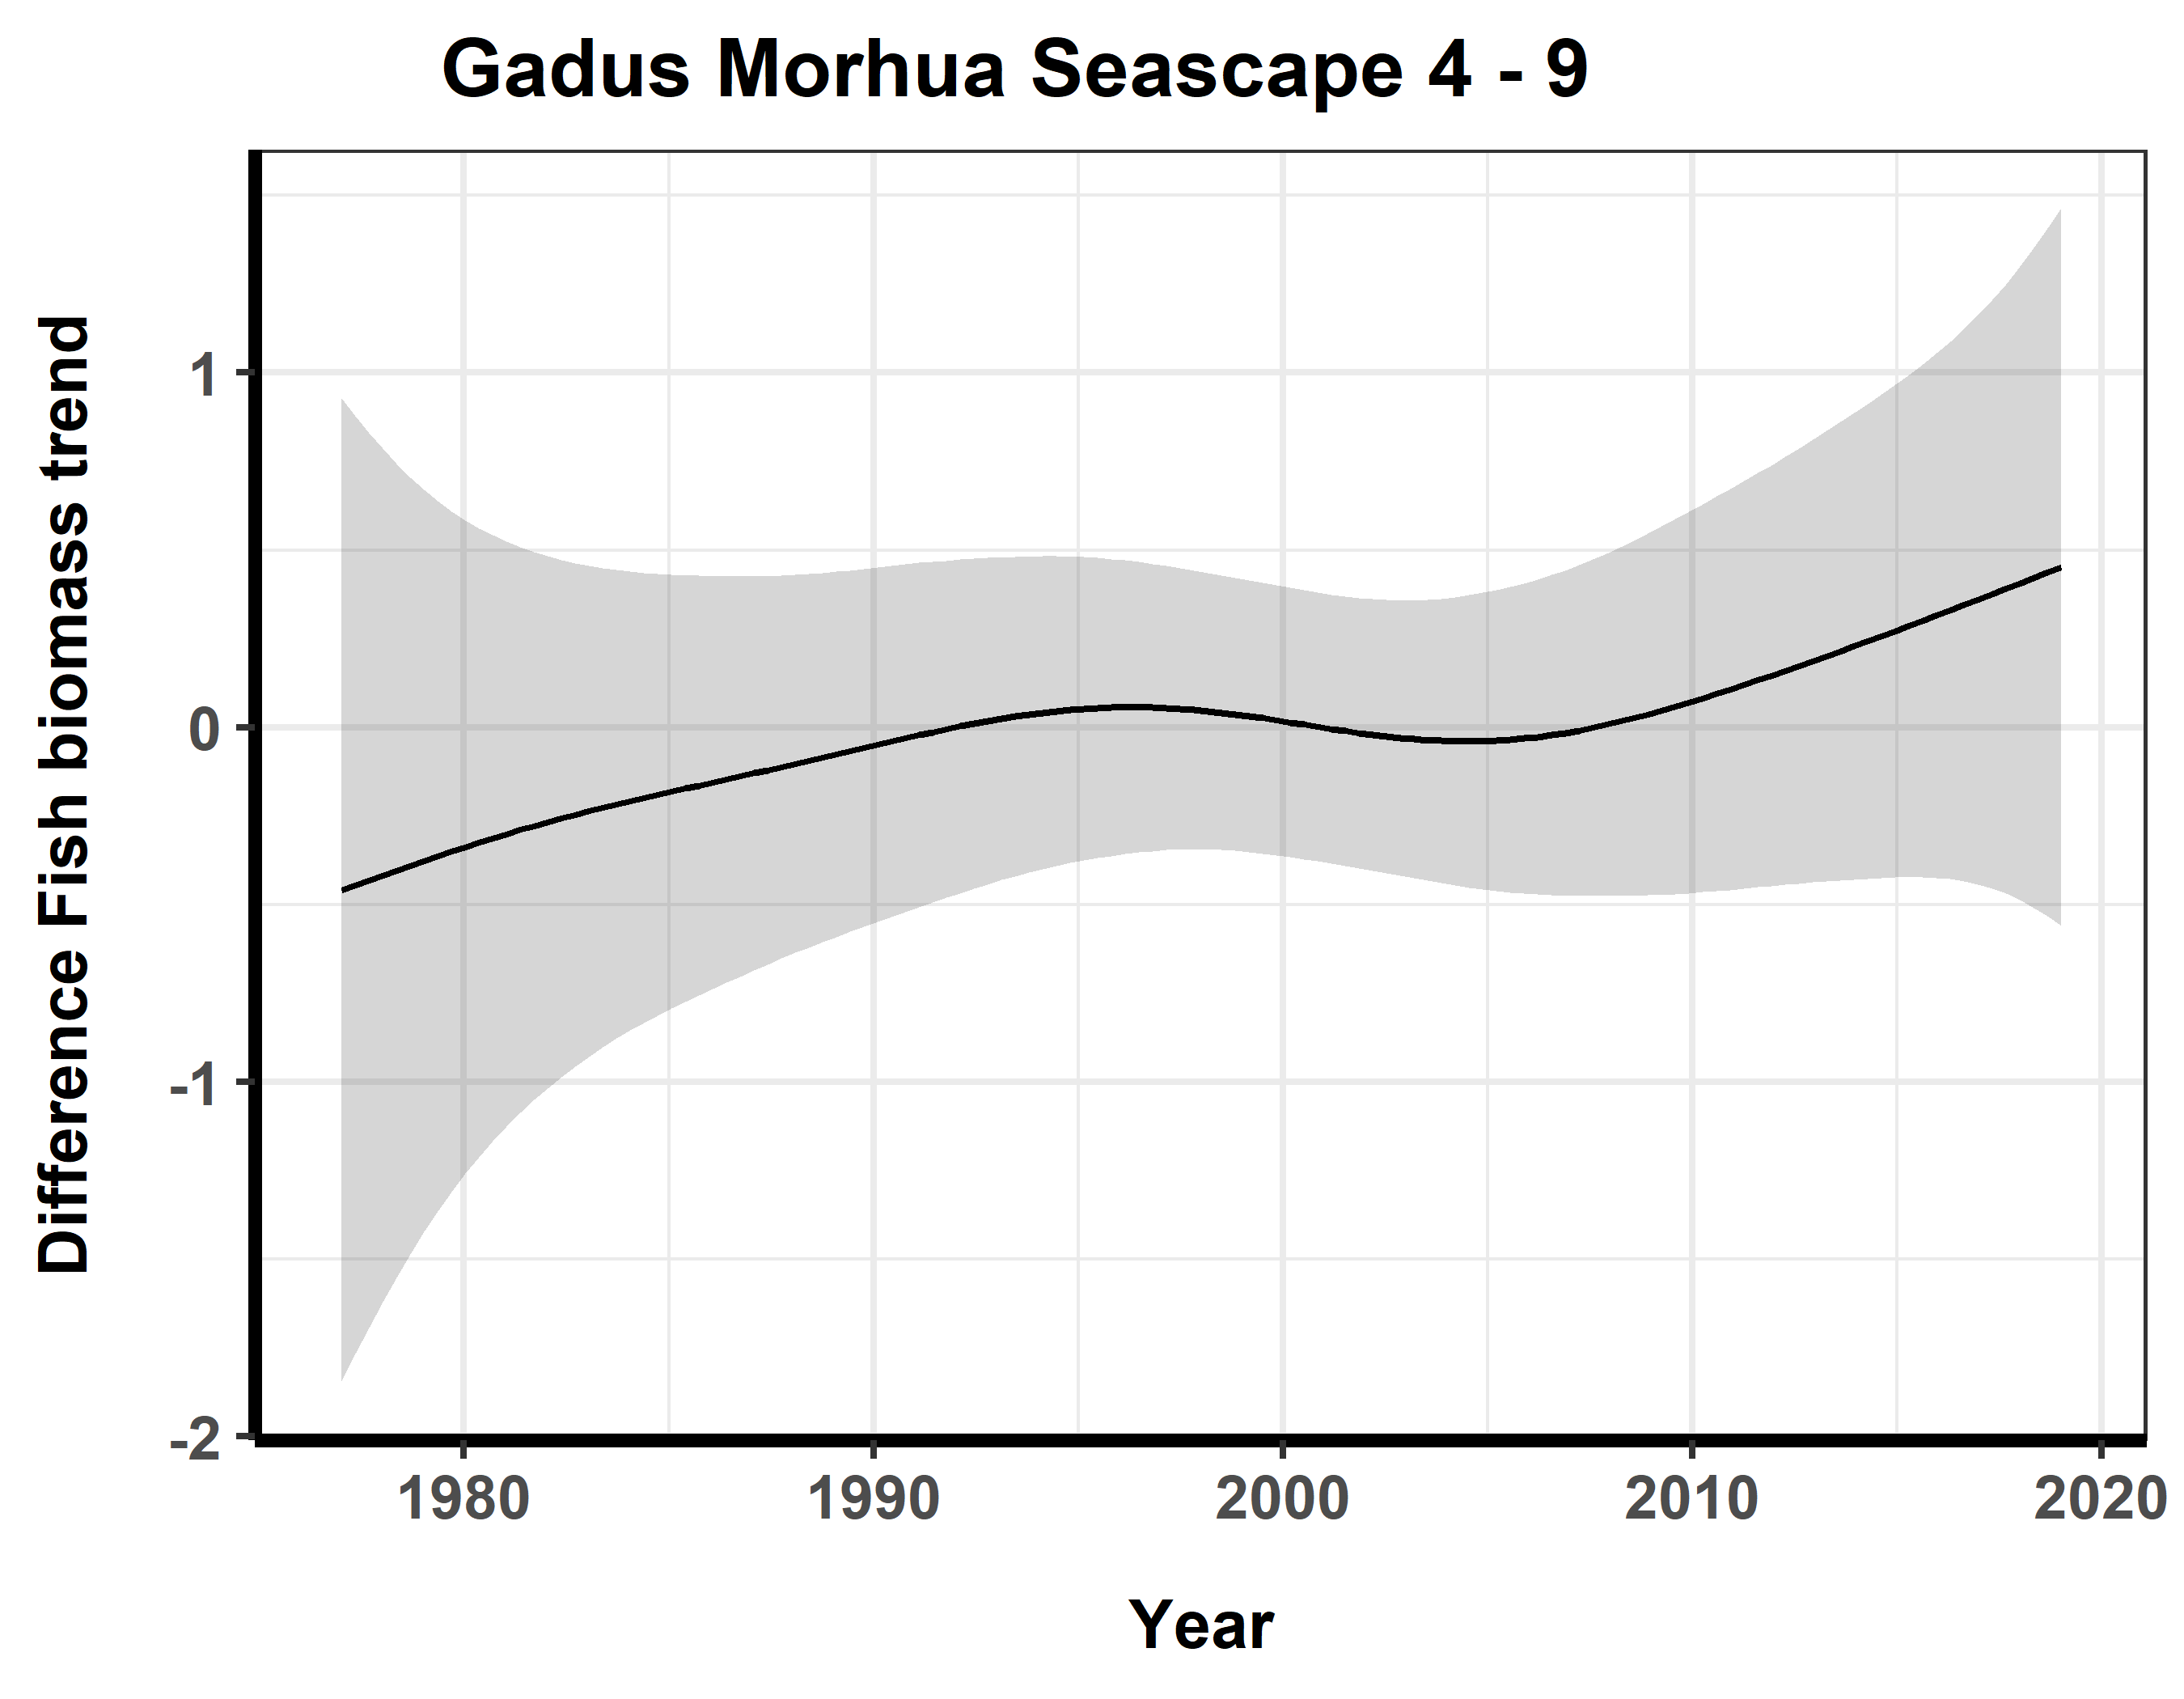 Gadus Morhua Seascape 4 - 9
Difference Fish biomass trend
1
0
-1
-2
1980 1990 2000 2010 2020
Year